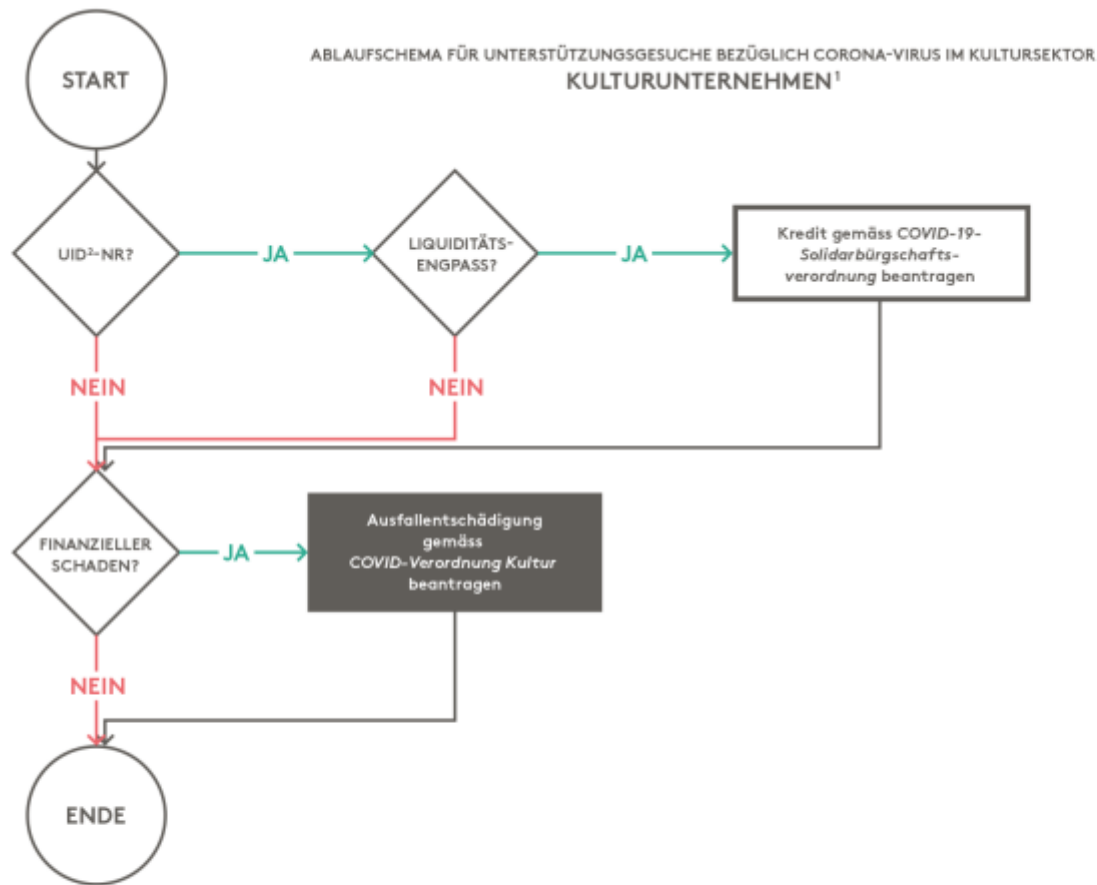 START
ABLAUFSCHEMA FÜR UNTERSTÜTZUNGSGESUCHE BEZÜGLICH CORONA-VIRUS IM KULTURSEKTOR
KULTURUNTERNEHMEN¹
UID²-NR?
JA
LIQUIDITÄTS-
ENGPASS?
JA
Kredit gemäss COVID-19-
Solidarbürgschafts-
verordnung beantragen
NEIN
NEIN
FINANZIELLER
SCHADEN?
JA
Ausfallentschädigung
gemäss
COVID-Verordnung Kultur
beantragen
NEIN
ENDE